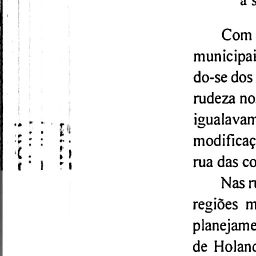 a s
Com
municipai
do-se dos
rudeza no
igualavam
modificaç
rua das co
Nas ru
regiões m
planejame
de Holand